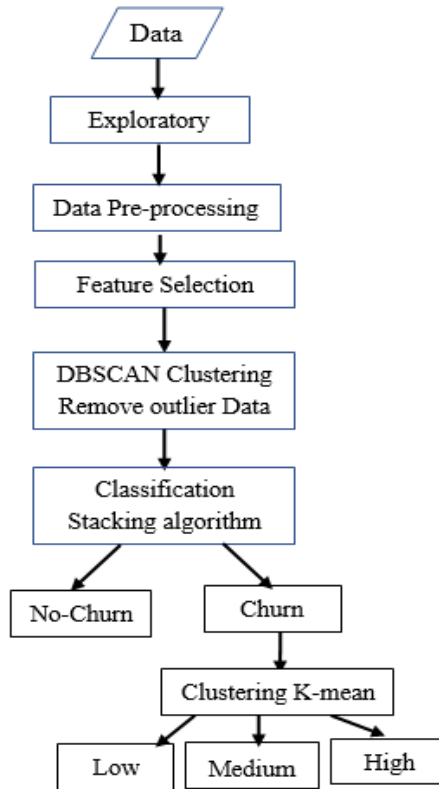 Data
Exploratory
Data Pre-processing
Feature Selection
DBSCAN Clustering
Remove outlier Data
Classification
Stacking algorithm
No-Churn
Churn
Clustering K-mean
Low
Medium
High